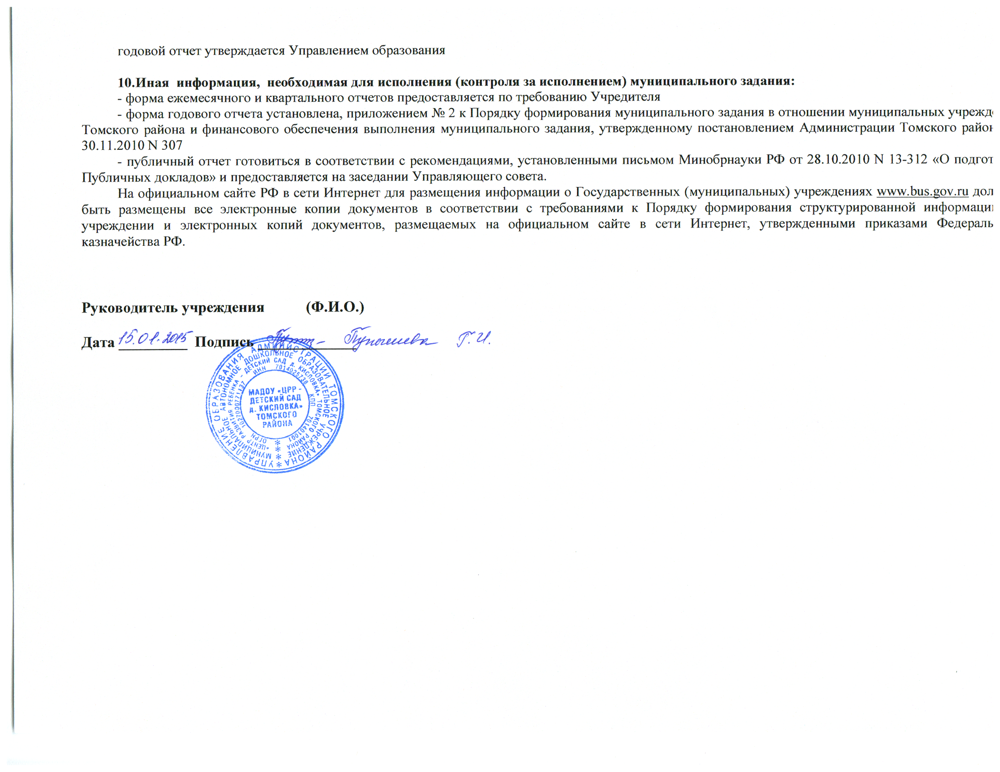 годовой отчет утверждается Управлением образования
10.Иная информация, необходимая для исполнения (контроля за исполнением) муниципального задания:
- форма ежемесячного и квартального отчетов предоставляется по требованию Учредителя
- форма годового отчета установлена, приложением № 2 к Порядку формирования муниципального задания в отношении муниципальных учрежд
Томского района и финансового обеспечения выполнения муниципального задания, утвержденному постановлением Администрации Томского район
30.11.2010 N 307
- публичный отчет готовиться в соответствии с рекомендациями, установленными письмом Минобрнауки РФ от 28.10.2010 N 13-312 «О подгот
Публичных докладов» и предоставляется на заседании Управляющего совета.
На официальном сайте РФ в сети Интернет для размещения информации о Государственных (муниципальных) учреждениях www.bus.gov.ru дол
быть размещены все электронные копии документов в соответствии с требованиями к Порядку формирования структурированной информаци
учреждении и электронных копий документов, размещаемых на официальном сайте в сети Интернет, утвержденными приказами Федераль
казначейства РФ.
Руководитель учреждения (Ф.И.О.)
Дата 15.01.2015 Подпись Г.И.
УПРАВЛЕНИЕ ОБРАЗОВАНИЯ АДМИНИСТРАЦИИ ТОМСКОГО РАЙОНА
МУНИЦИПАЛЬНОЕ АВТОНОМНОЕ ДОШКОЛЬНОЕ ОБРАЗОВАТЕЛЬНОЕ УЧРЕЖДЕНИЕ
«ЦЕНТР РАЗВИТИЯ РЕБЕНКА - ДЕТСКИЙ САД д. КИСЛОВКА» ТОМСКОГО РАЙОНА
ОГРН 1027000771137 ИНН 7014025738 КПП 701401001
МАДОУ «ЦРР -
ДЕТСКИЙ САД
д. КИСЛОВКА»
ТОМСКОГО
РАЙОНА